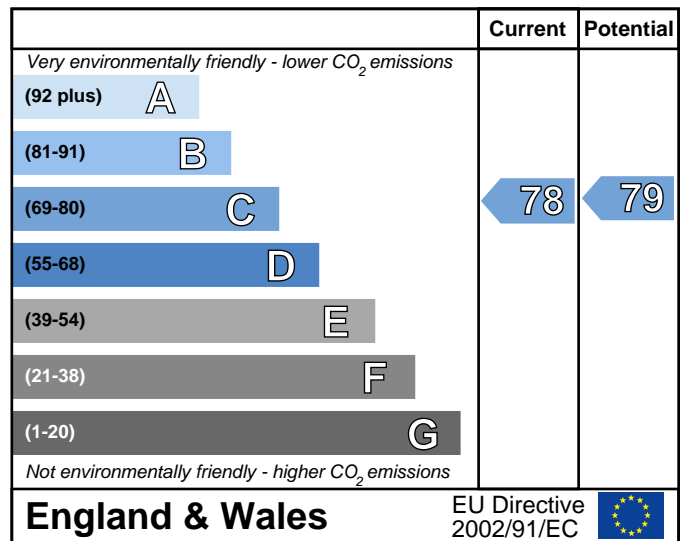 Current Potential
Very environmentally friendly - lower CO2 emissions
(92 plus) A
(81-91) B
(69-80) C
78 79
(55-68) D
(39-54) E
(21-38) F
(1-20) G
Not environmentally friendly - higher CO2 emissions
England & Wales
EU Directive
2002/91/EC